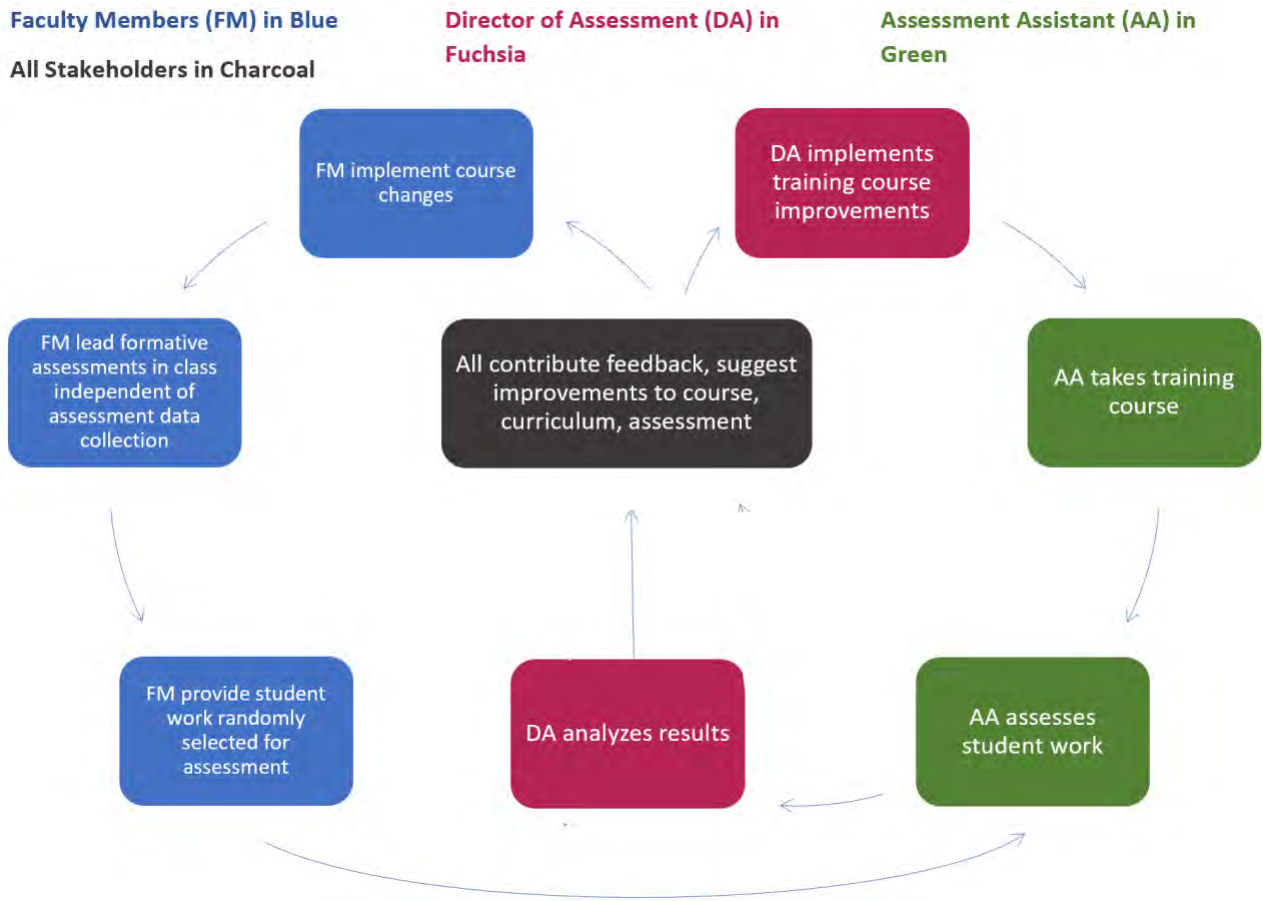 Faculty Members (FM) in Blue
All Stakeholders in Charcoal
Director of Assessment (DA) in
Fuchsia
Assessment Assistant (AA) in
Green
FM implement course
changes
DA implements
training course
improvements
FM lead formative
assessments in class
independent of
assessment data
collection
All contribute feedback, suggest
improvements to course,
curriculum, assessment
AA takes training
course
FM provide student
work randomly
selected for
assessment
DA analyzes results
AA assesses
student work